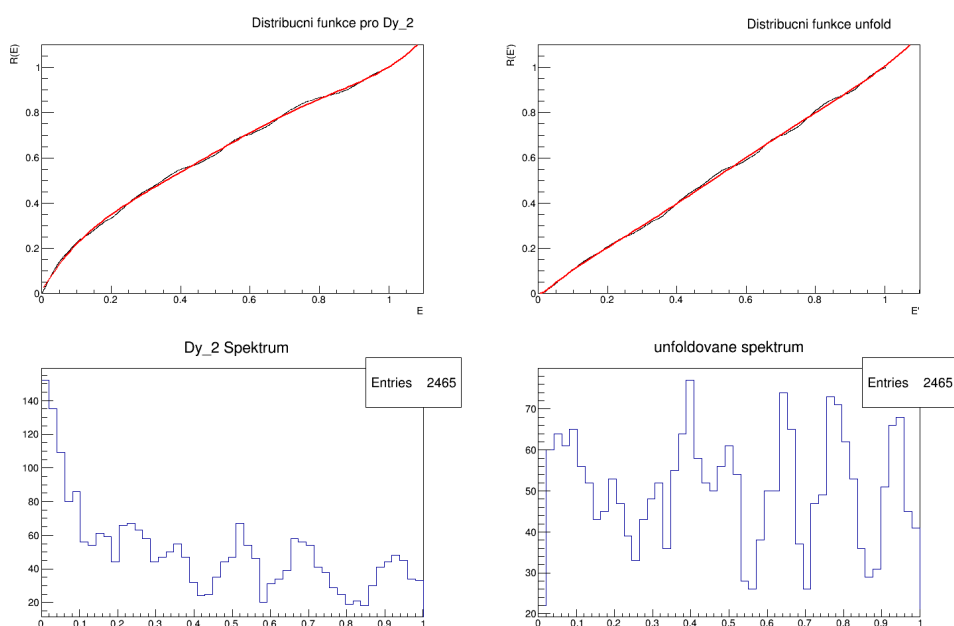 Distribucni funkce pro Dy_2
R(E)
1
0.8
0.6
0.4
0.2
0
0 0.2 0.4 0.6 0.8 1
E
Distribucni funkce unfold
R(E')
1
0.8
0.6
0.4
0.2
0
0 0.2 0.4 0.6 0.8 1
E'
Dy_2 Spektrum
Entries 2465
140
120
100
80
60
40
20
0 0.1 0.2 0.3 0.4 0.5 0.6 0.7 0.8 0.9 1
unfoldovane spektrum
Entries 2465
70
60
50
40
30
20
0 0.1 0.2 0.3 0.4 0.5 0.6 0.7 0.8 0.9 1